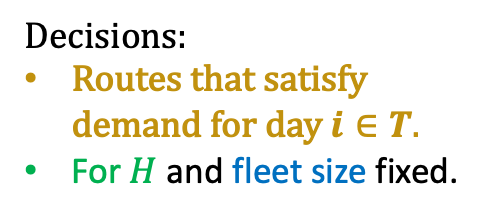 Decisions:
• Routes that satisfy
demand for day i ∈ T.
• For H and fleet size fixed.